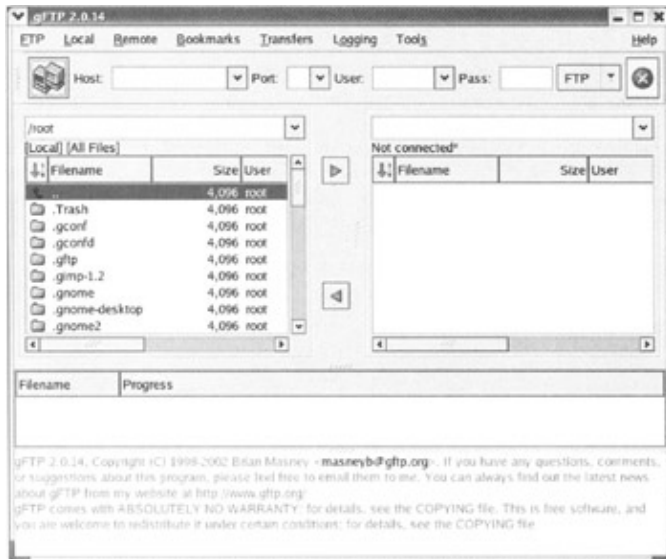 gFTP 2.0.14
FTP Local Remote Bookmarks Transfers Logging Tools Help
Host: Port: User: Pass: FTP
/root
[Local] [All Files] Not connected*
Filename Size User Filename Size User
.. 4,096 root
.Trash 4,096 root
.gconf 4,096 root
.gconfd 4,096 root
.gftp 4,096 root
.gimp-1.2 4,096 root
.gnome 4,096 root
.gnome-desktop 4,096 root
.gnome2 4,096 root
Filename Progress
gFTP 2.0.14, Copyright (C) 1998-2002 Brian Masney <masneyb@gftp.org>. If you have any questions, comments,
or suggestions about this program, please feel free to email them to me. You can always find out the latest news
about gFTP from my website at http://www.gftp.org/
gFTP comes with ABSOLUTELY NO WARRANTY; for details, see the COPYING file. This is free software, and
you are welcome to redistribute it under certain conditions; for details, see the COPYING file